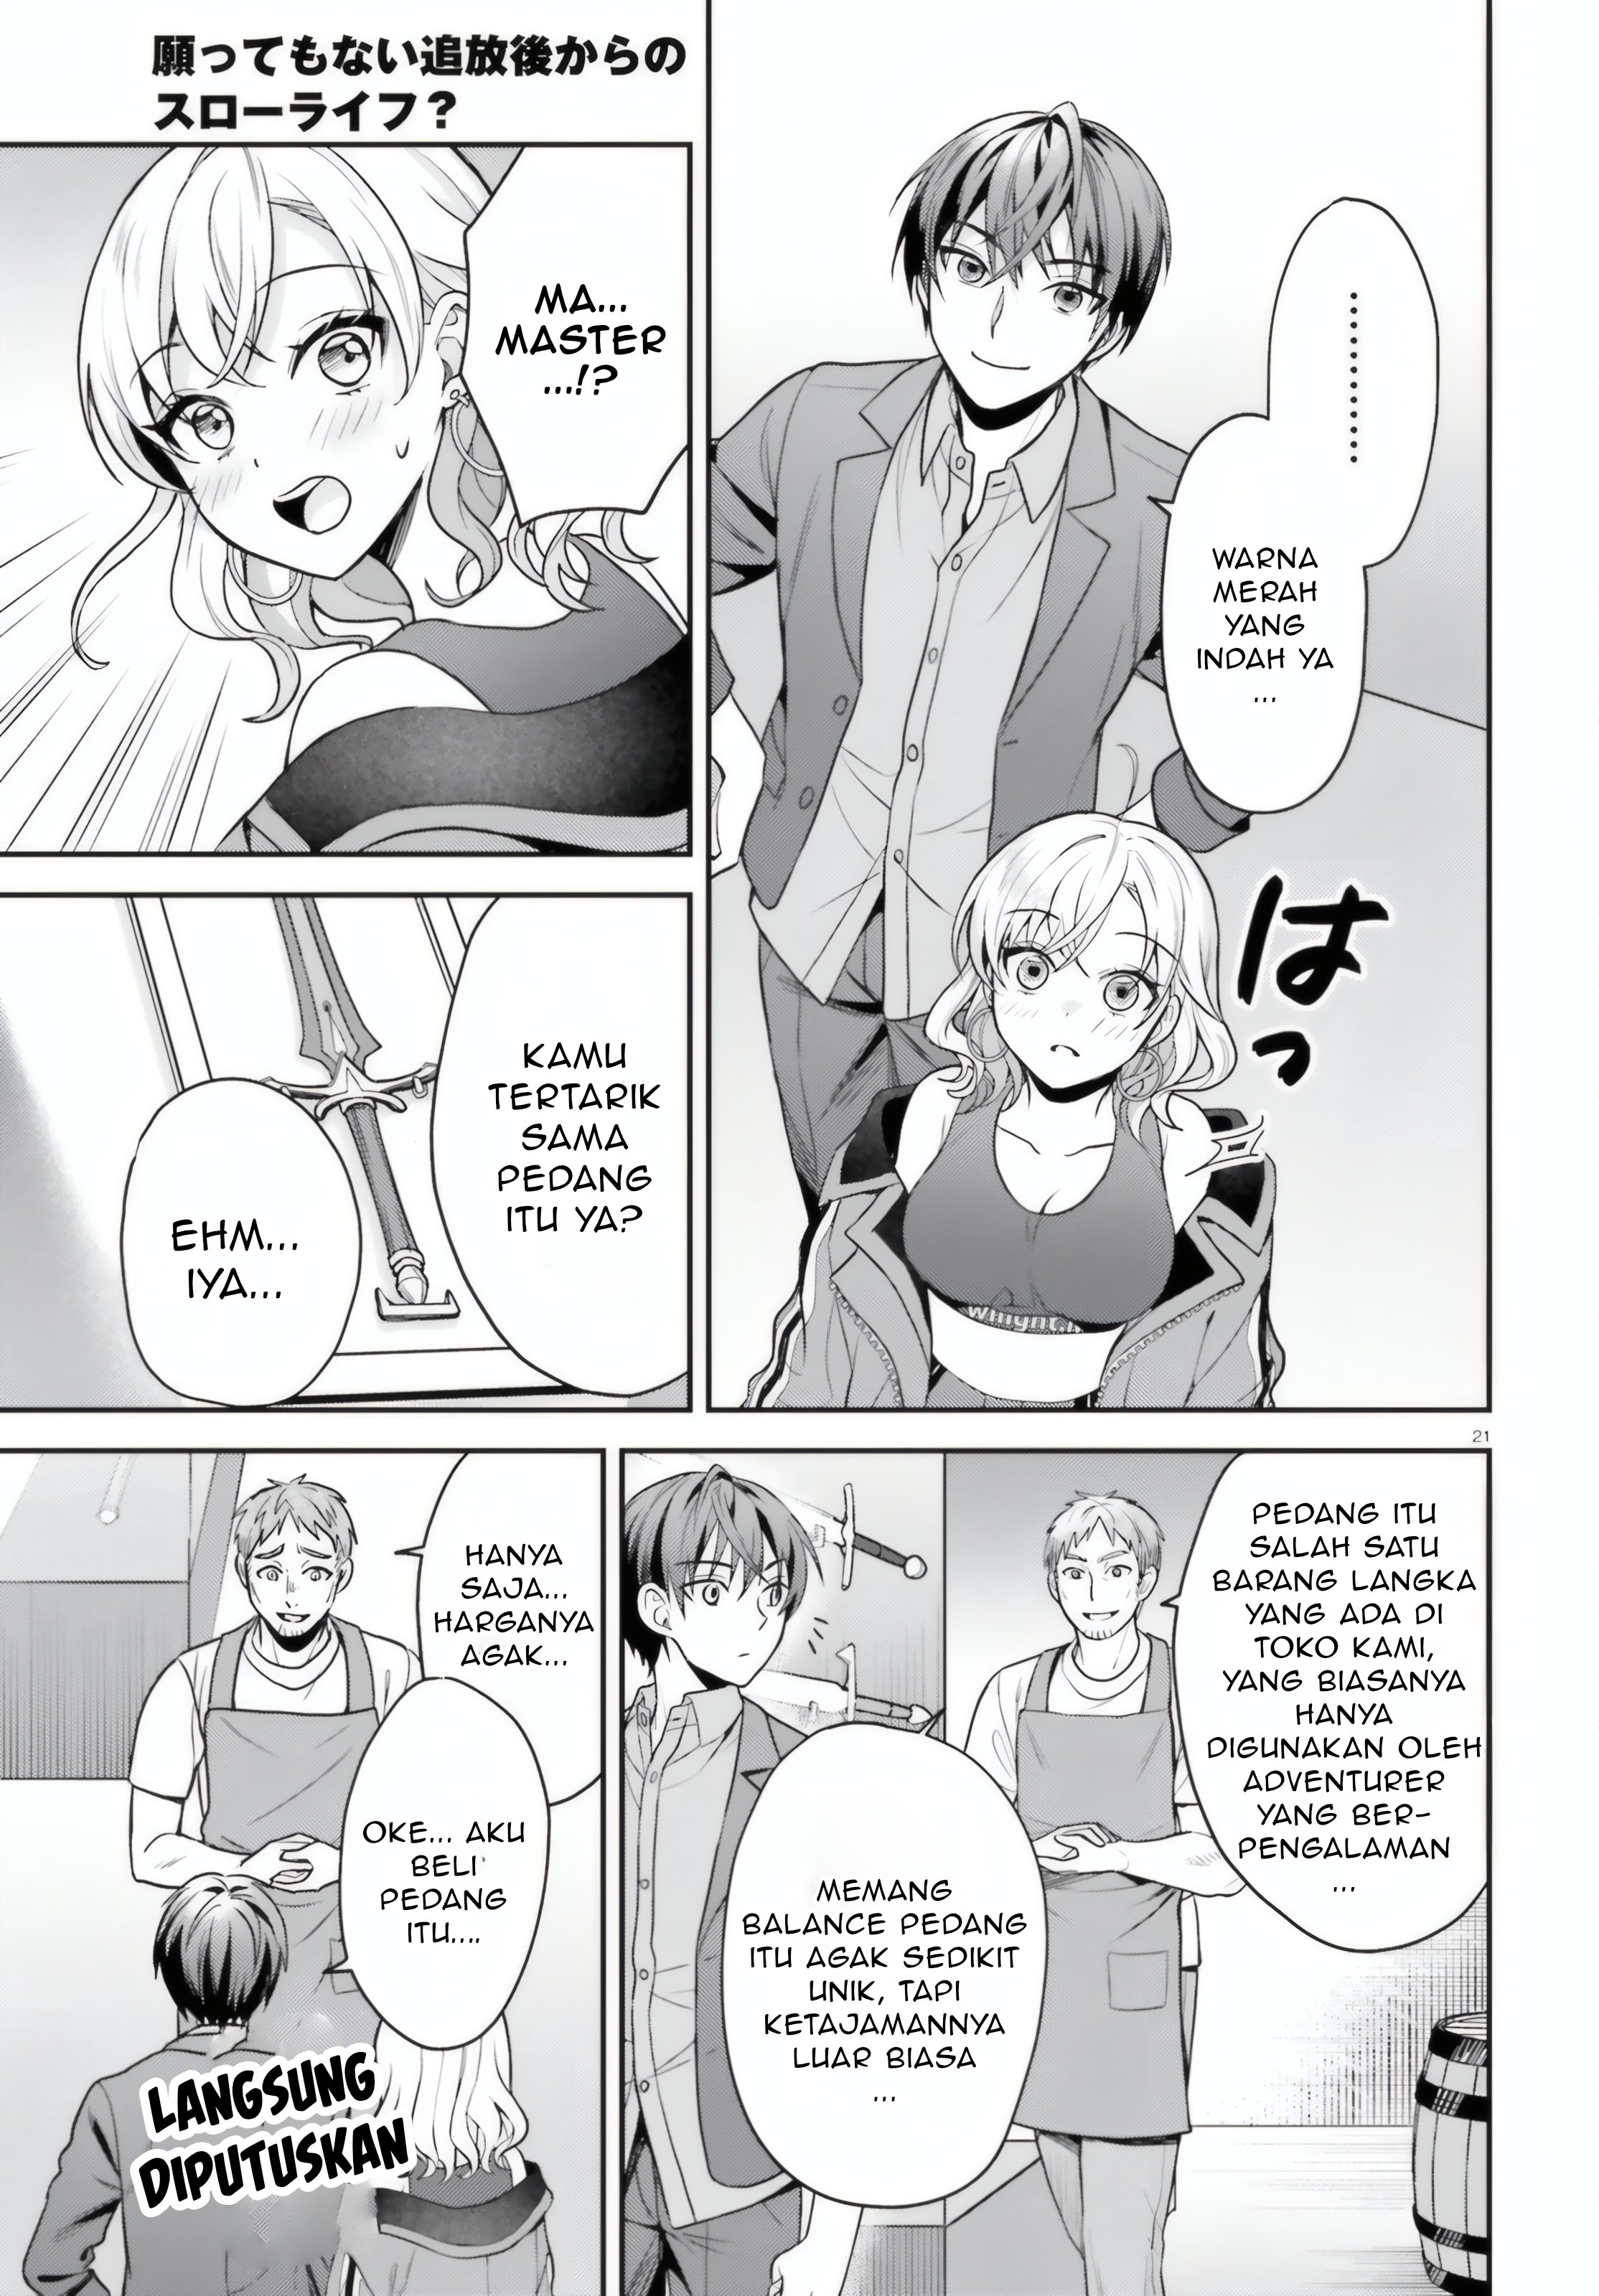 願ってもない追放後からの
スローライフ?
…………
WARNA
MERAH
YANG
INDAH YA
...
はっ
MA...
MASTER
...!?
KAMU
TERTARIK
SAMA
PEDANG
ITU YA?
EHM...
IYA...
21
PEDANG ITU
SALAH SATU
BARANG LANGKA
YANG ADA DI
TOKO KAMI,
YANG BIASANYA
HANYA
DIGUNAKAN OLEH
ADVENTURER
YANG BER-
PENGALAMAN
...
MEMANG
BALANCE PEDANG
ITU AGAK SEDIKIT
UNIK, TAPI
KETAJAMANNYA
LUAR BIASA
...
HANYA
SAJA...
HARGANYA
AGAK...
OKE... AKU
BELI
PEDANG
ITU....
LANGSUNG
DIPUTUSKAN